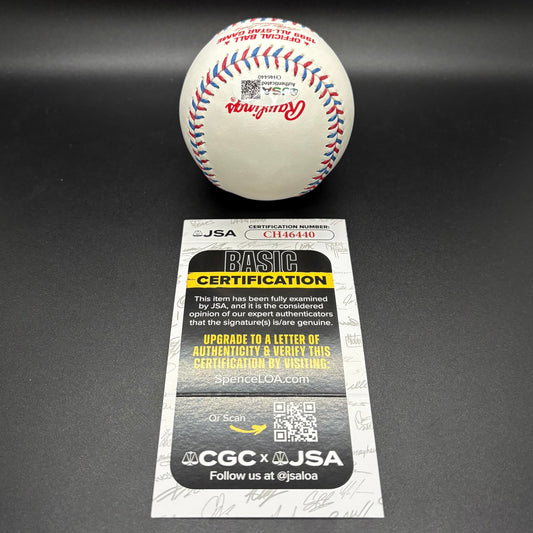 OFFICIAL BALL
1999 ALL-STAR GAME
JSA
Authenticated
CH46440
Rawlings
JSA
CERTIFICATION NUMBER:
CH46440
BASIC
CERTIFICATION
This item has been fully examined
by JSA, and it is the considered
opinion of our expert authenticators
that the signature(s) is/are genuine.
UPGRADE TO A LETTER OF
AUTHENTICITY & VERIFY THIS
CERTIFICATION BY VISITING:
SpenceLOA.com
Or Scan
CGC x JSA
Follow us at @jsaloa